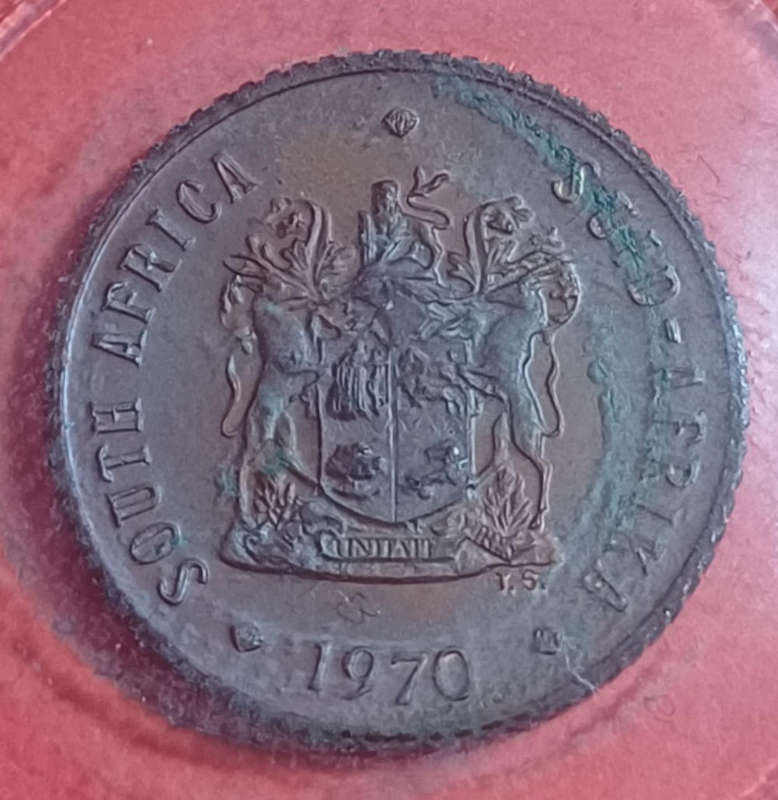 SOUTH AFRICA
SUID-AFRIKA
UNITATE
T.S.
1970